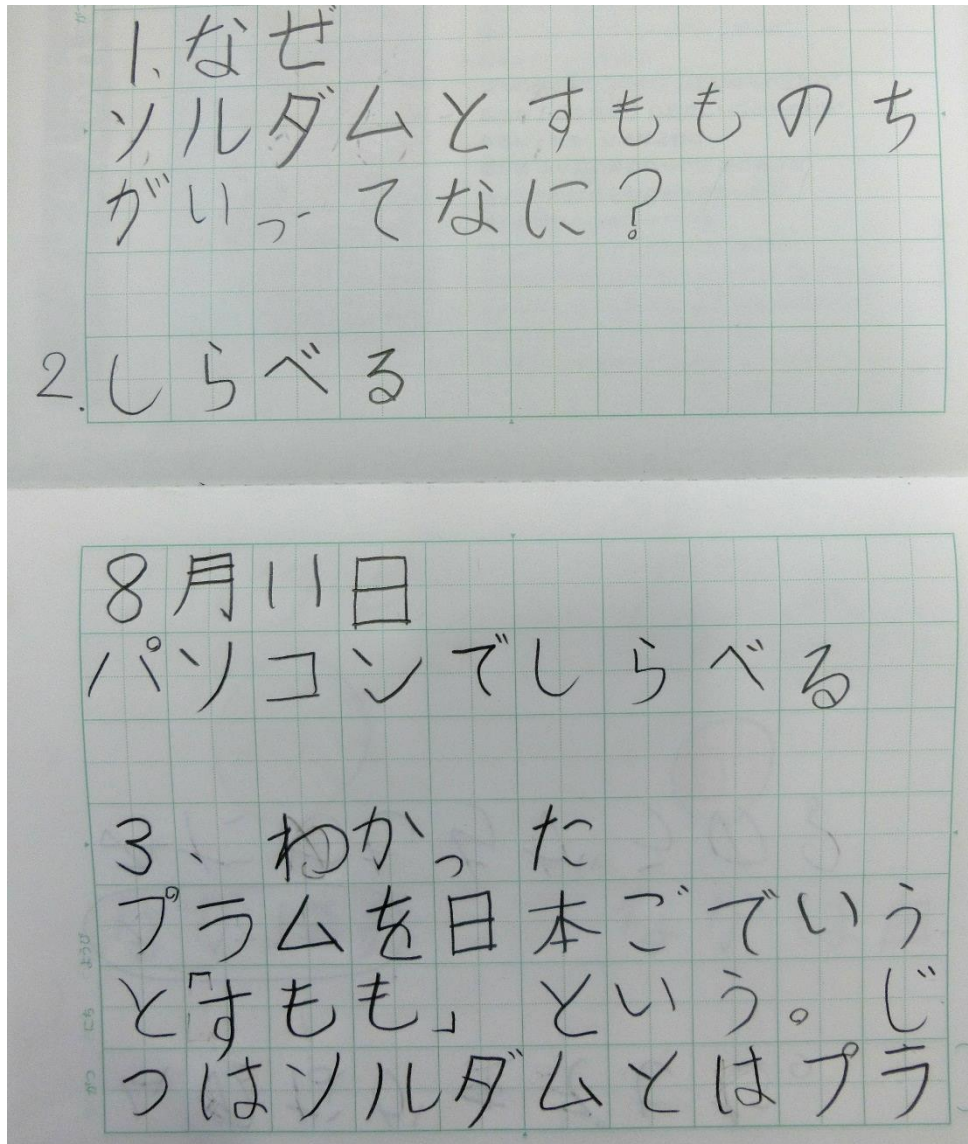 1、なぜ
ソルダムとすもものち
がいってなに?
2.しらべる
8月11日
パソコンでしらべる
3、わかった
プラムを日本ごでいう
と「すもも」という。じ
つはソルダムとはプラ